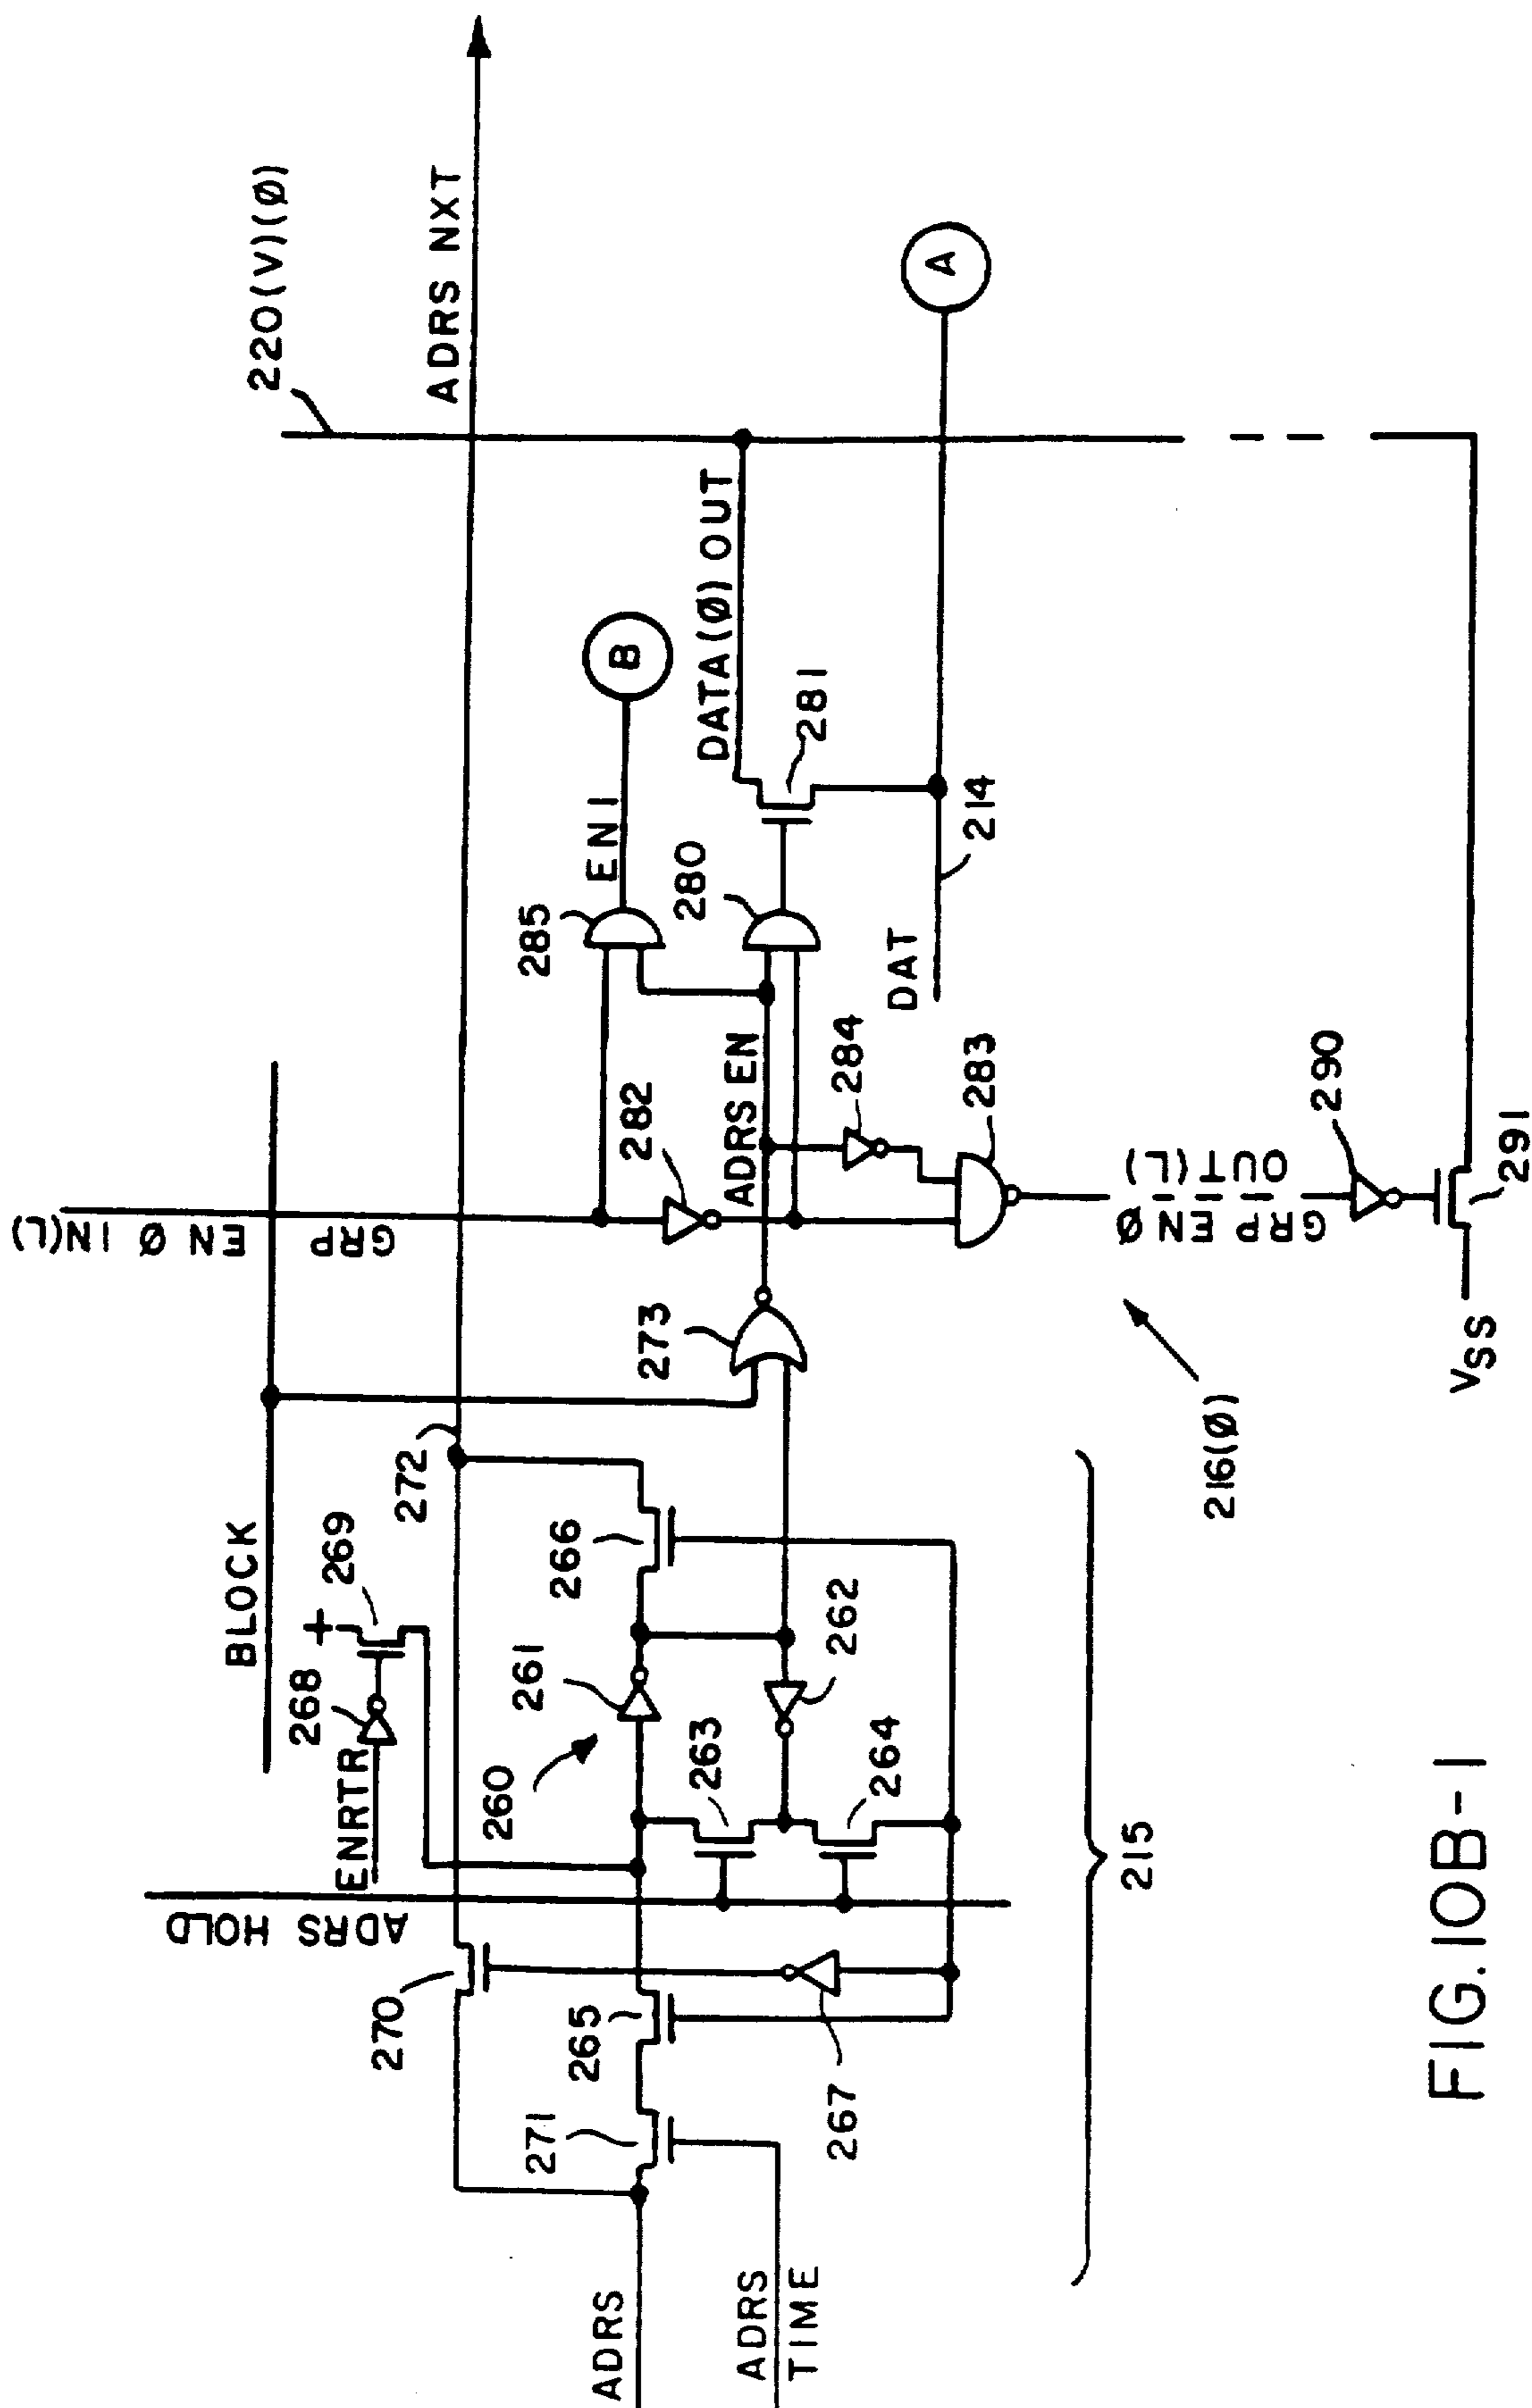 220(V)(Ø)
ADRS NXT
BLOCK
GRP EN Ø IN(L)
ENRTR
268
269
272
270
ADRS HOLD
285
EN 1
B
ADRS
271
265
260
261
266
273
282
ADRS EN
280
DATA(Ø) OUT
281
A
ADRS
TIME
267
263
264
262
284
283
DAT
214
215
216(Ø)
GRP EN Ø
OUT(L)
290
VSS
291
FIG. 10B-1